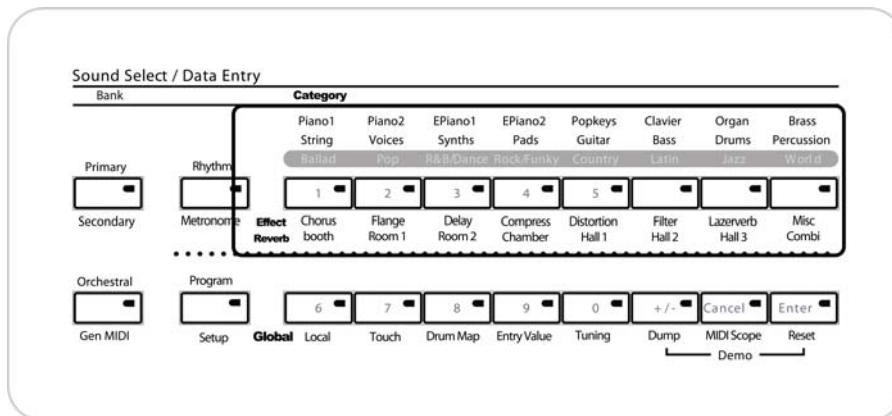 Sound Select / Data Entry
Bank Category
Piano1 Piano2 EPiano1 EPiano2 Popkeys Clavier Organ Brass
String Voices Synths Pads Guitar Bass Drums Percussion
Ballad Pop R&B/Dance Rock/Funky Country Latin Jazz World
Primary Rhythm
1 2 3 4 5
Secondary Metronome Effect Chorus Flange Delay Compress Distortion Filter Lazerverb Misc
Reverb booth Room 1 Room 2 Chamber Hall 1 Hall 2 Hall 3 Combi
Orchestral Program
6 7 8 9 0 +/- Cancel Enter
Gen MIDI Setup Global Local Touch Drum Map Entry Value Tuning Dump MIDI Scope Reset
Demo